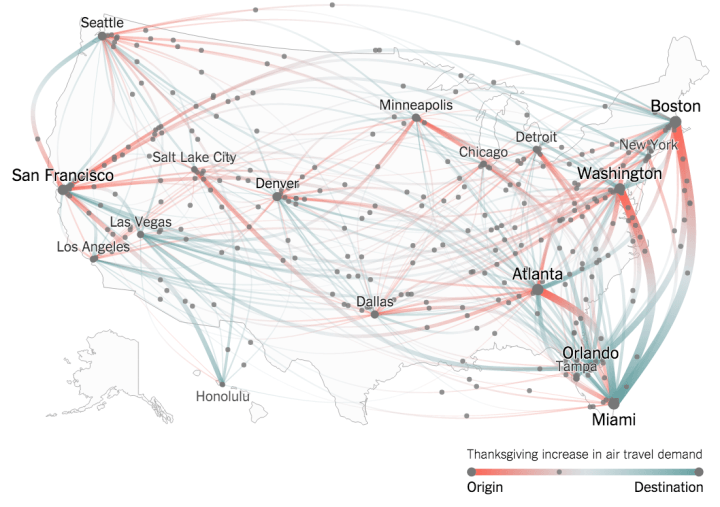 Seattle
Minneapolis
Boston
Detroit
New York
Chicago
Salt Lake City
San Francisco
Denver
Washington
Las Vegas
Los Angeles
Atlanta
Dallas
Orlando
Tampa
Honolulu
Miami
Thanksgiving increase in air travel demand
Origin
Destination